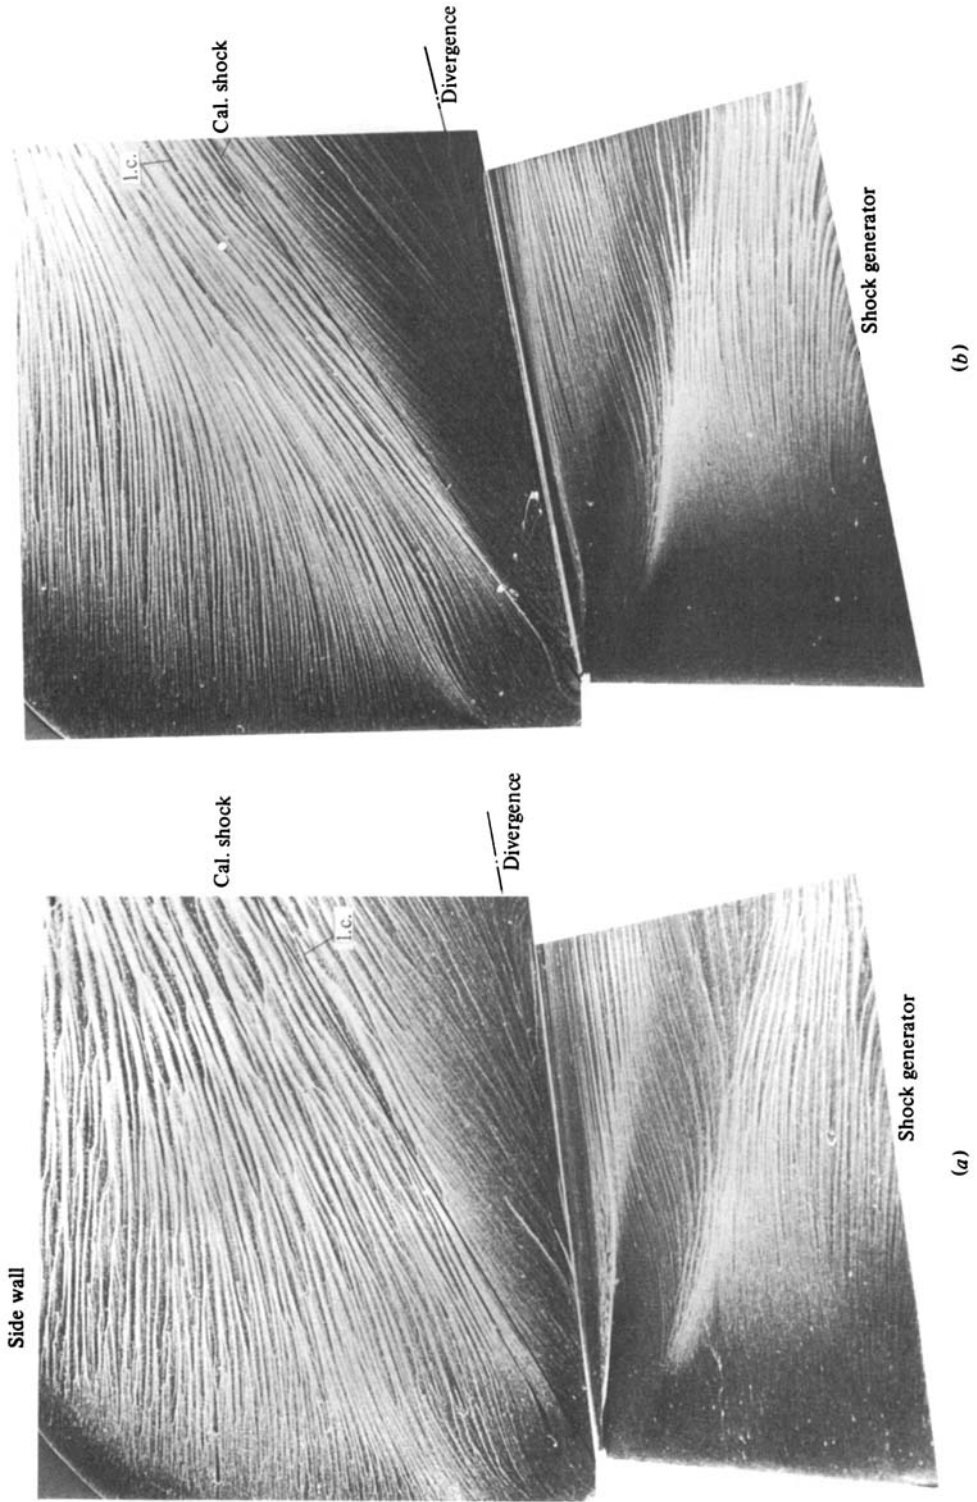 Side wall
Cal. shock
l.c.
Divergence
Shock generator
(a)
l.c.
Cal. shock
Divergence
Shock generator
(b)